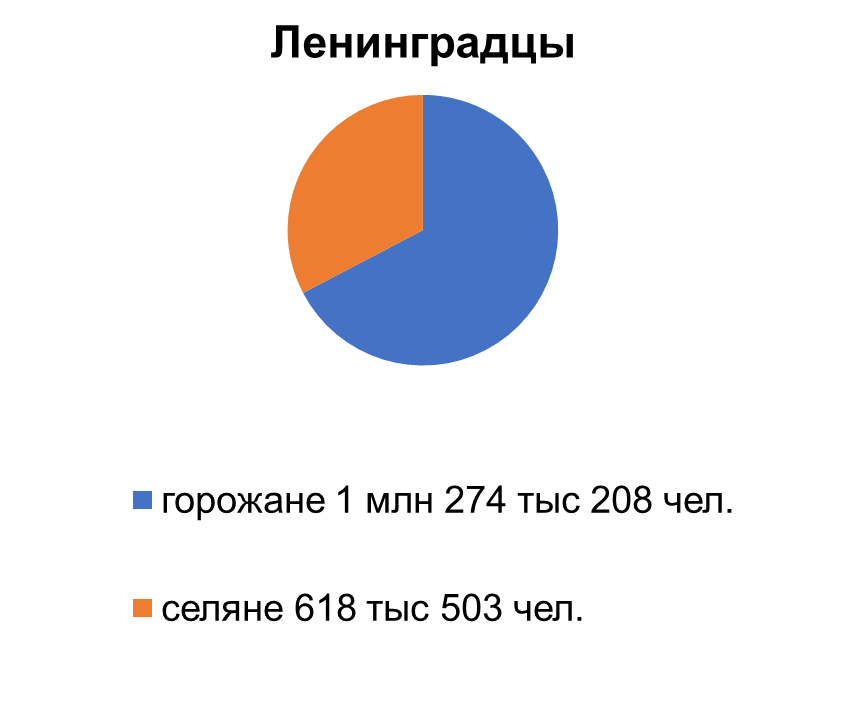 Ленинградцы
горожане 1 млн 274 тыс 208 чел.
селяне 618 тыс 503 чел.